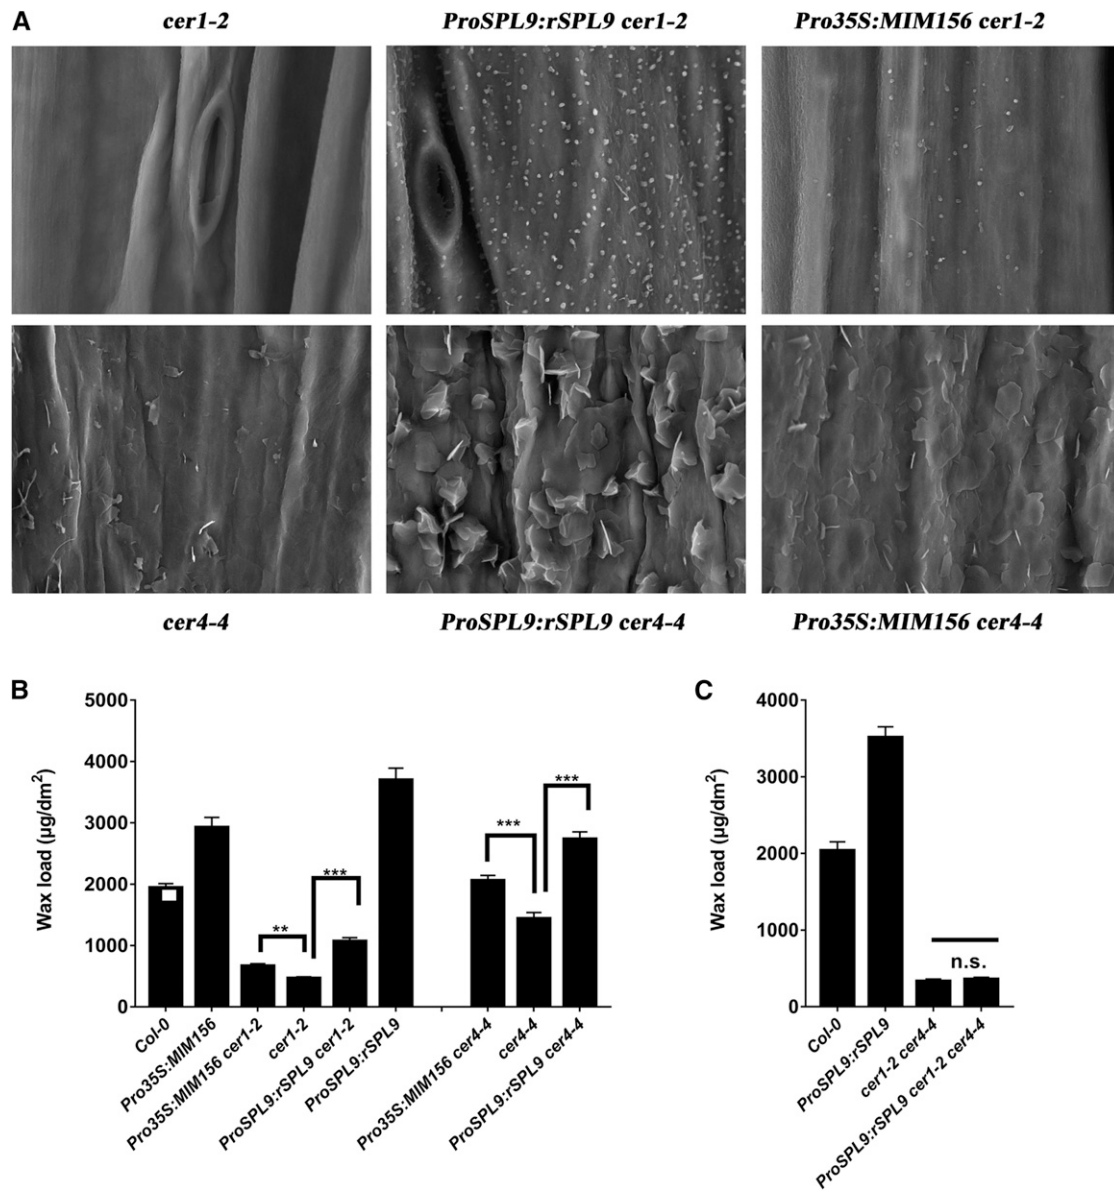 A
cer1-2
ProSPL9:rSPL9 cer1-2
Pro35S:MIM156 cer1-2
cer4-4
ProSPL9:rSPL9 cer4-4
Pro35S:MIM156 cer4-4
B
Wax load (µg/dm²)
5000
4000
3000
2000
1000
0
**
***
***
***
Col-0
Pro35S:MIM156
Pro35S:MIM156 cer1-2
cer1-2
ProSPL9:rSPL9 cer1-2
ProSPL9:rSPL9
Pro35S:MIM156 cer4-4
cer4-4
ProSPL9:rSPL9 cer4-4
C
Wax load (µg/dm²)
4000
3000
2000
1000
0
n.s.
Col-0
ProSPL9:rSPL9
cer1-2 cer4-4
ProSPL9:rSPL9 cer1-2 cer4-4